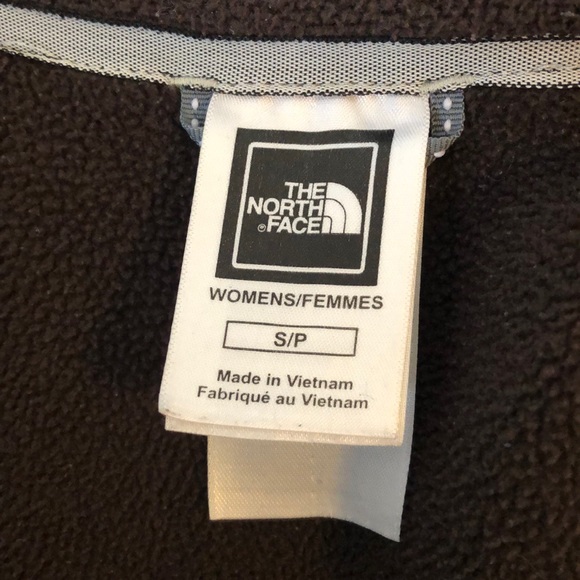 THE
NORTH
FACE
®
WOMENS/FEMMES
S/P
Made in Vietnam
Fabriqué au Vietnam